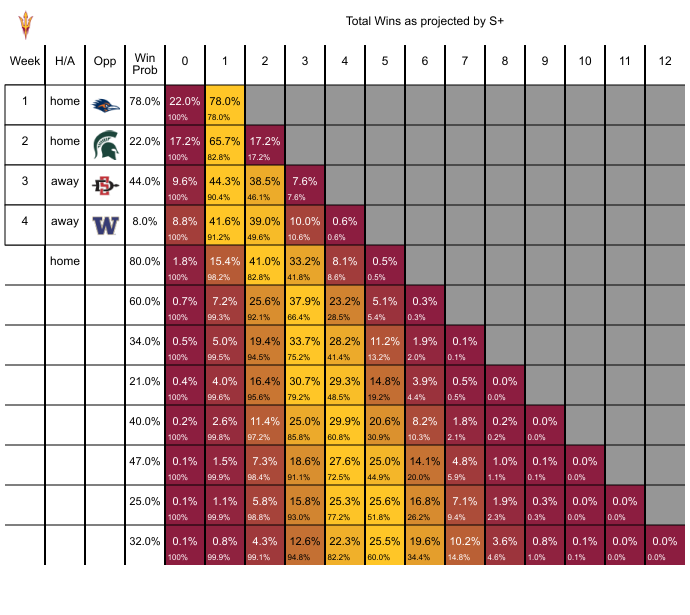 Total Wins as projected by S+
Week H/A Opp Win Prob 0 1 2 3 4 5 6 7 8 9 10 11 12
1 home 78.0% 22.0% 78.0%
100% 78.0%
2 home 22.0% 17.2% 65.7% 17.2%
100% 82.8% 17.2%
3 away SD 44.0% 9.6% 44.3% 38.5% 7.6%
100% 90.4% 46.1% 7.6%
4 away W 8.0% 8.8% 41.6% 39.0% 10.0% 0.6%
100% 91.2% 49.6% 10.6% 0.6%
home 80.0% 1.8% 15.4% 41.0% 33.2% 8.1% 0.5%
100% 98.2% 82.8% 41.8% 8.6% 0.5%
60.0% 0.7% 7.2% 25.6% 37.9% 23.2% 5.1% 0.3%
100% 99.3% 92.1% 66.4% 28.5% 5.4% 0.3%
34.0% 0.5% 5.0% 19.4% 33.7% 28.2% 11.2% 1.9% 0.1%
100% 99.5% 94.5% 75.2% 41.4% 13.2% 2.0% 0.1%
21.0% 0.4% 4.0% 16.4% 30.7% 29.3% 14.8% 3.9% 0.5% 0.0%
100% 99.6% 95.6% 79.2% 48.5% 19.2% 4.4% 0.5% 0.0%
40.0% 0.2% 2.6% 11.4% 25.0% 29.9% 20.6% 8.2% 1.8% 0.2% 0.0%
100% 99.8% 97.2% 85.8% 60.8% 30.9% 10.3% 2.1% 0.2% 0.0%
47.0% 0.1% 1.5% 7.3% 18.6% 27.6% 25.0% 14.1% 4.8% 1.0% 0.1% 0.0%
100% 99.9% 98.4% 91.1% 72.5% 44.9% 20.0% 5.9% 1.1% 0.1% 0.0%
25.0% 0.1% 1.1% 5.8% 15.8% 25.3% 25.6% 16.8% 7.1% 1.9% 0.3% 0.0% 0.0%
100% 99.9% 98.8% 93.0% 77.2% 51.8% 26.2% 9.4% 2.3% 0.3% 0.0% 0.0%
32.0% 0.1% 0.8% 4.3% 12.6% 22.3% 25.5% 19.6% 10.2% 3.6% 0.8% 0.1% 0.0% 0.0%
100% 99.9% 99.1% 94.8% 82.2% 60.0% 34.4% 14.8% 4.6% 1.0% 0.1% 0.0% 0.0%